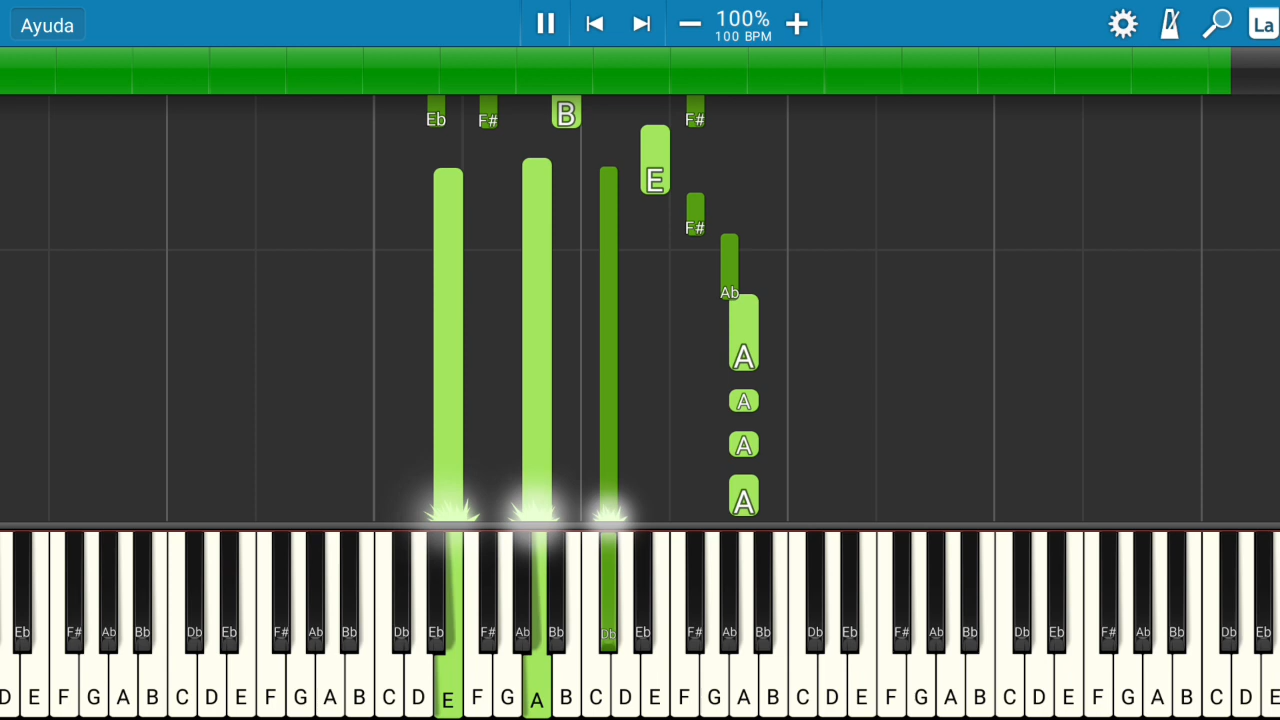 Ayuda
100%
100 BPM
La
Eb F# B F#
E
F#
Ab
A
A
A
A
Eb F# Ab Bb Db Eb F# Ab Bb Db Eb F# Ab Bb Db Eb F# Ab Bb Db Eb F# Ab Bb Db Eb F# Ab Bb Db Eb
D E F G A B C D E F G A B C D E F G A B C D E F G A B C D E F G A B C D E F G A B C D E